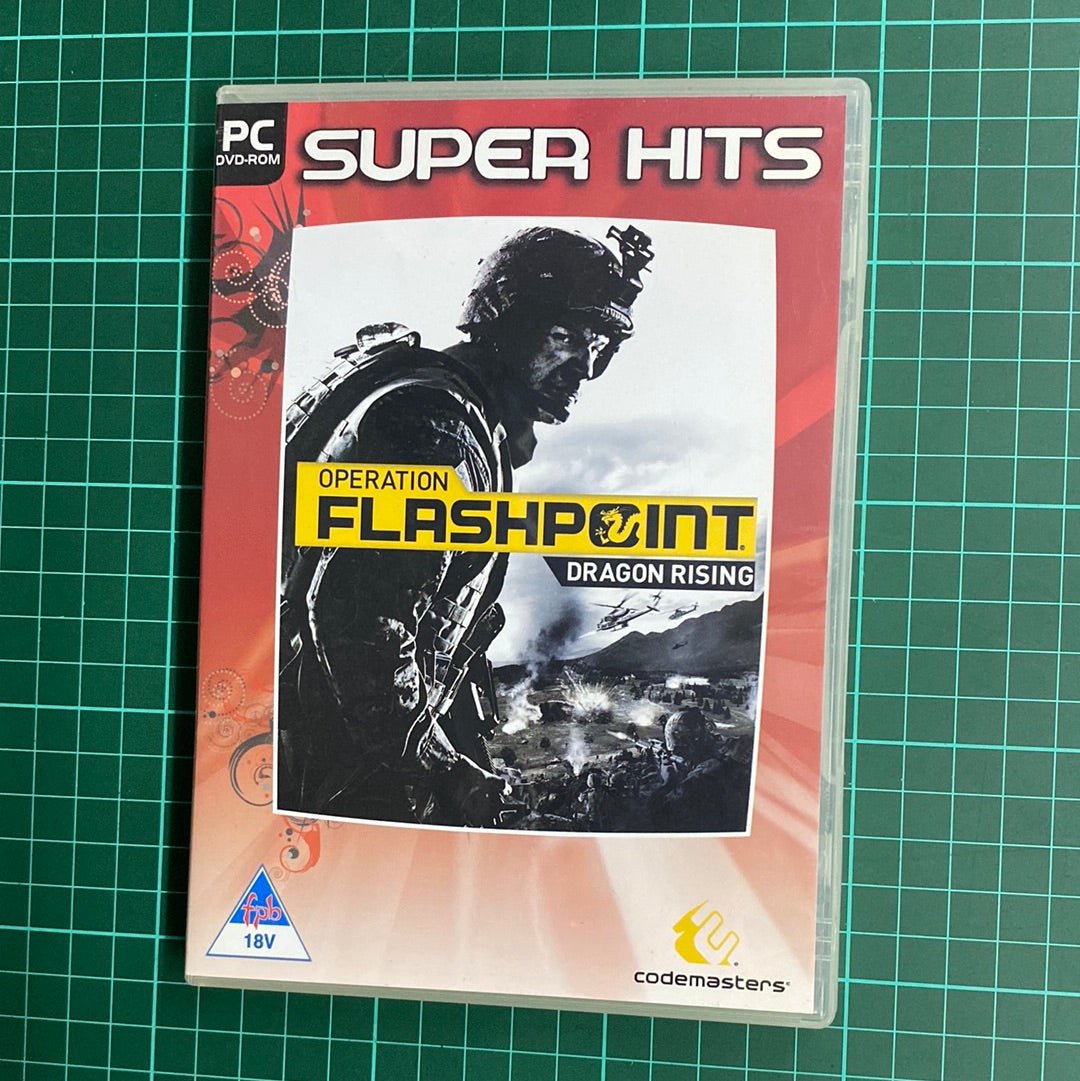 PC
DVD-ROM
SUPER HITS
OPERATION
FLASHPOINT
DRAGON RISING
fpb
18V
codemasters